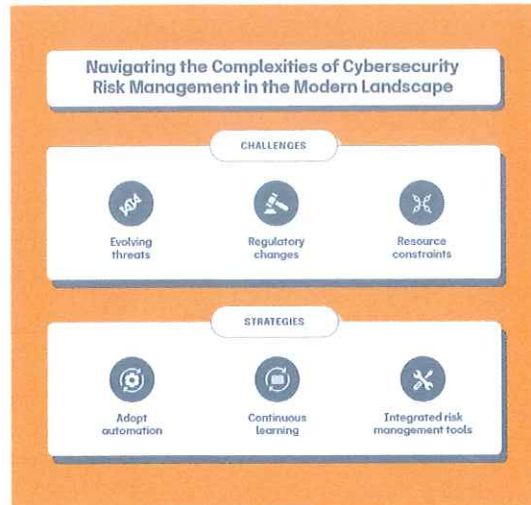 Navigating the Complexities of Cybersecurity
Risk Management in the Modern Landscape
CHALLENGES
Evolving
threats
Regulatory
changes
Resource
constraints
STRATEGIES
Adopt
automation
Continuous
learning
Integrated risk
management tools